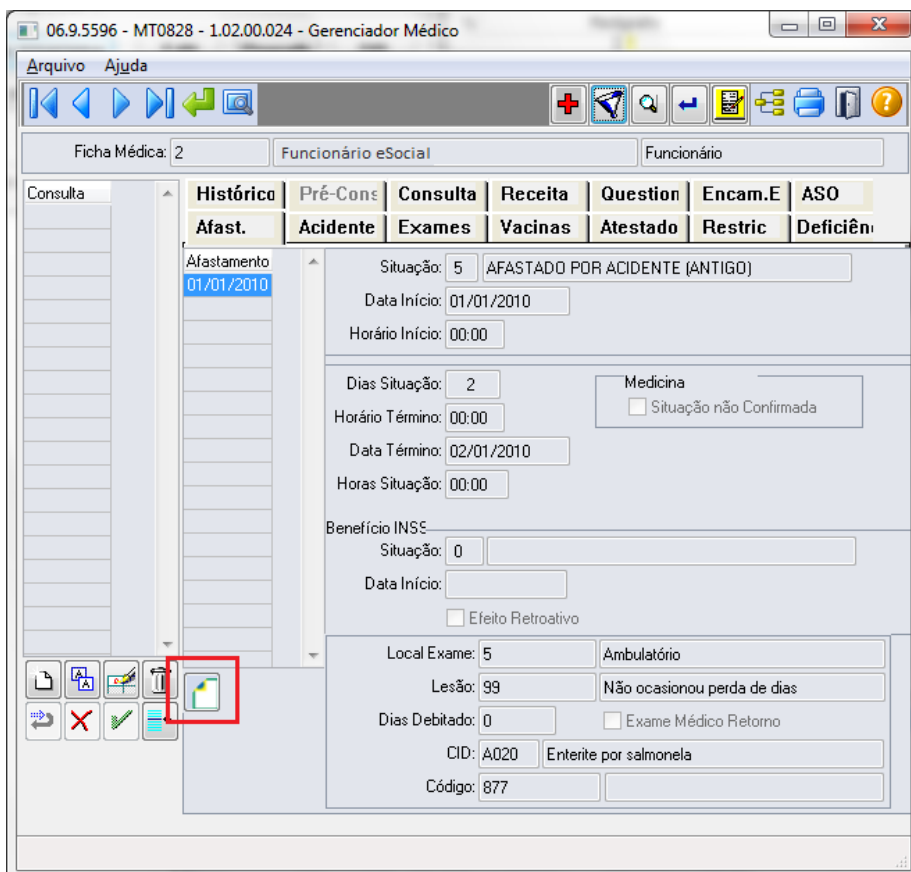 06.9.5596 - MT0828 - 1.02.00.024 - Gerenciador Médico
Arquivo Ajuda
Ficha Médica: 2 Funcionário eSocial Funcionário
Consulta
Histórico Pré-Cons Consulta Receita Question Encam.E ASO
Afast. Acidente Exames Vacinas Atestado Restric Deficiên
Afastamento
01/01/2010
Situação: 5 AFASTADO POR ACIDENTE (ANTIGO)
Data Início: 01/01/2010
Horário Início: 00:00
Dias Situação: 2
Medicina
Situação não Confirmada
Horário Término: 00:00
Data Término: 02/01/2010
Horas Situação: 00:00
Benefício INSS
Situação: 0
Data Início:
Efeito Retroativo
Local Exame: 5 Ambulatório
Lesão: 99 Não ocasionou perda de dias
Dias Debitado: 0 Exame Médico Retorno
CID: A020 Enterite por salmonela
Código: 877